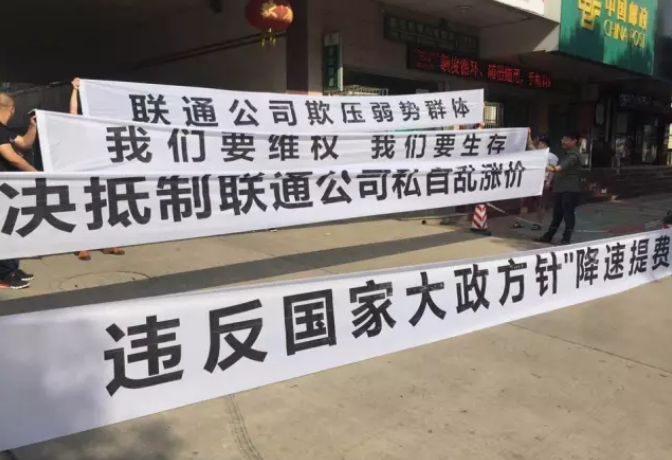 中国邮政
CHINA POST
联通公司欺压弱势群体
我们要维权 我们要生存
决抵制联通公司私自乱涨价
违反国家大政方针"降速提费